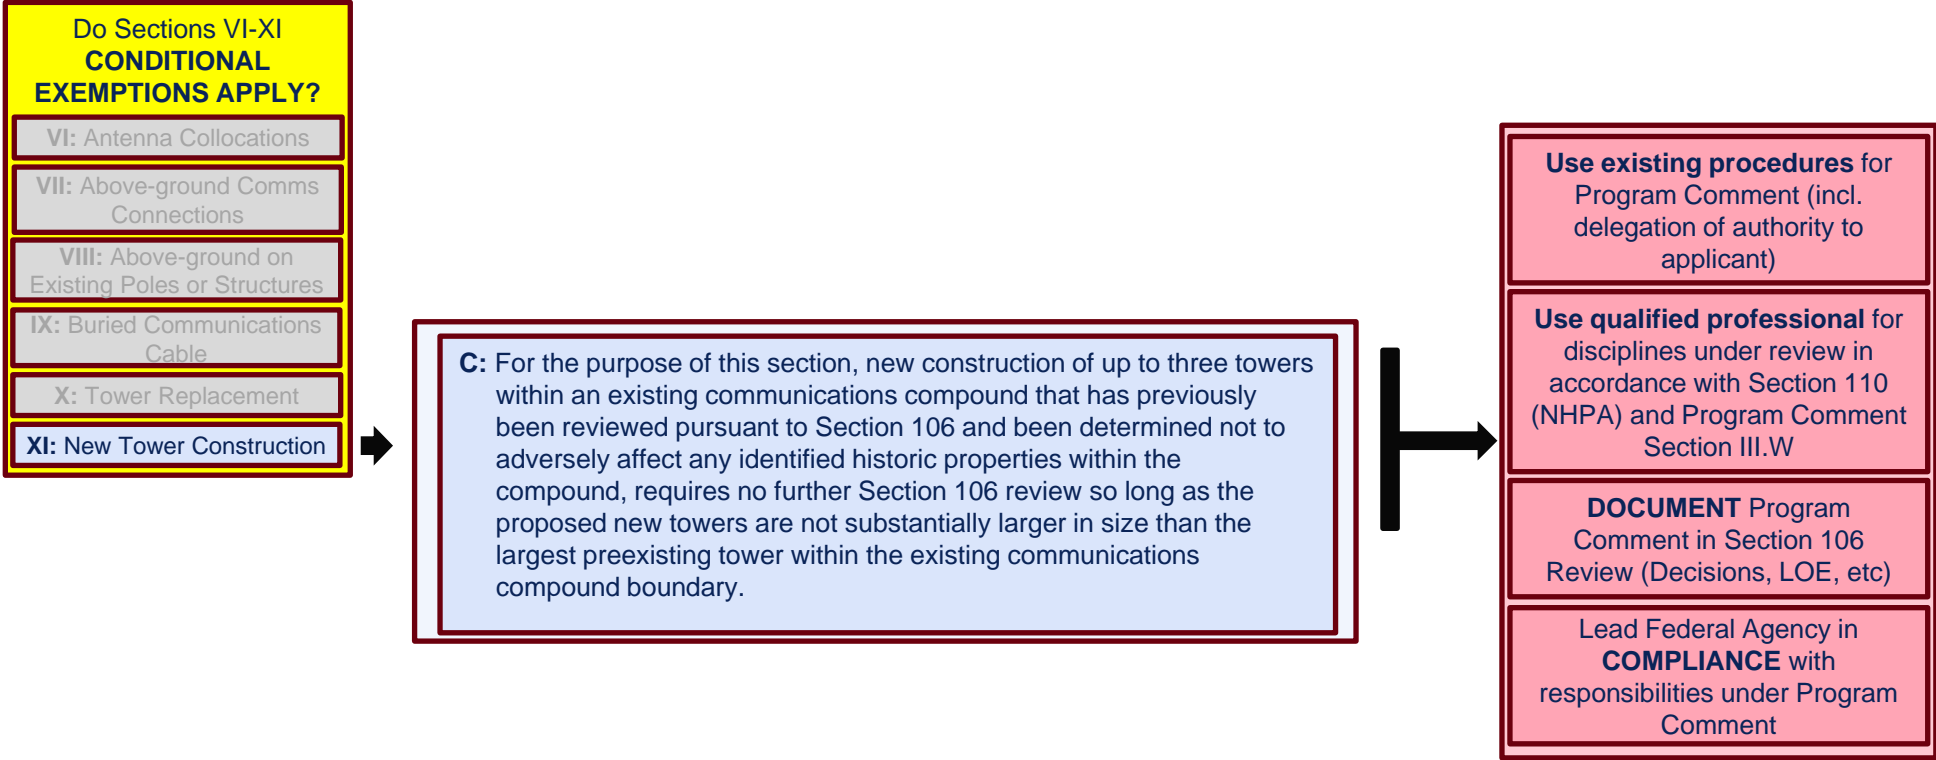 Do Sections VI-XI
CONDITIONAL
EXEMPTIONS APPLY?
VI: Antenna Collocations
VII: Above-ground Comms
Connections
VIII: Above-ground on
Existing Poles or Structures
IX: Buried Communications
Cable
X: Tower Replacement
XI: New Tower Construction
C: For the purpose of this section, new construction of up to three towers
within an existing communications compound that has previously
been reviewed pursuant to Section 106 and been determined not to
adversely affect any identified historic properties within the
compound, requires no further Section 106 review so long as the
proposed new towers are not substantially larger in size than the
largest preexisting tower within the existing communications
compound boundary.
Use existing procedures for
Program Comment (incl.
delegation of authority to
applicant)
Use qualified professional for
disciplines under review in
accordance with Section 110
(NHPA) and Program Comment
Section III.W
DOCUMENT Program
Comment in Section 106
Review (Decisions, LOE, etc)
Lead Federal Agency in
COMPLIANCE with
responsibilities under Program
Comment